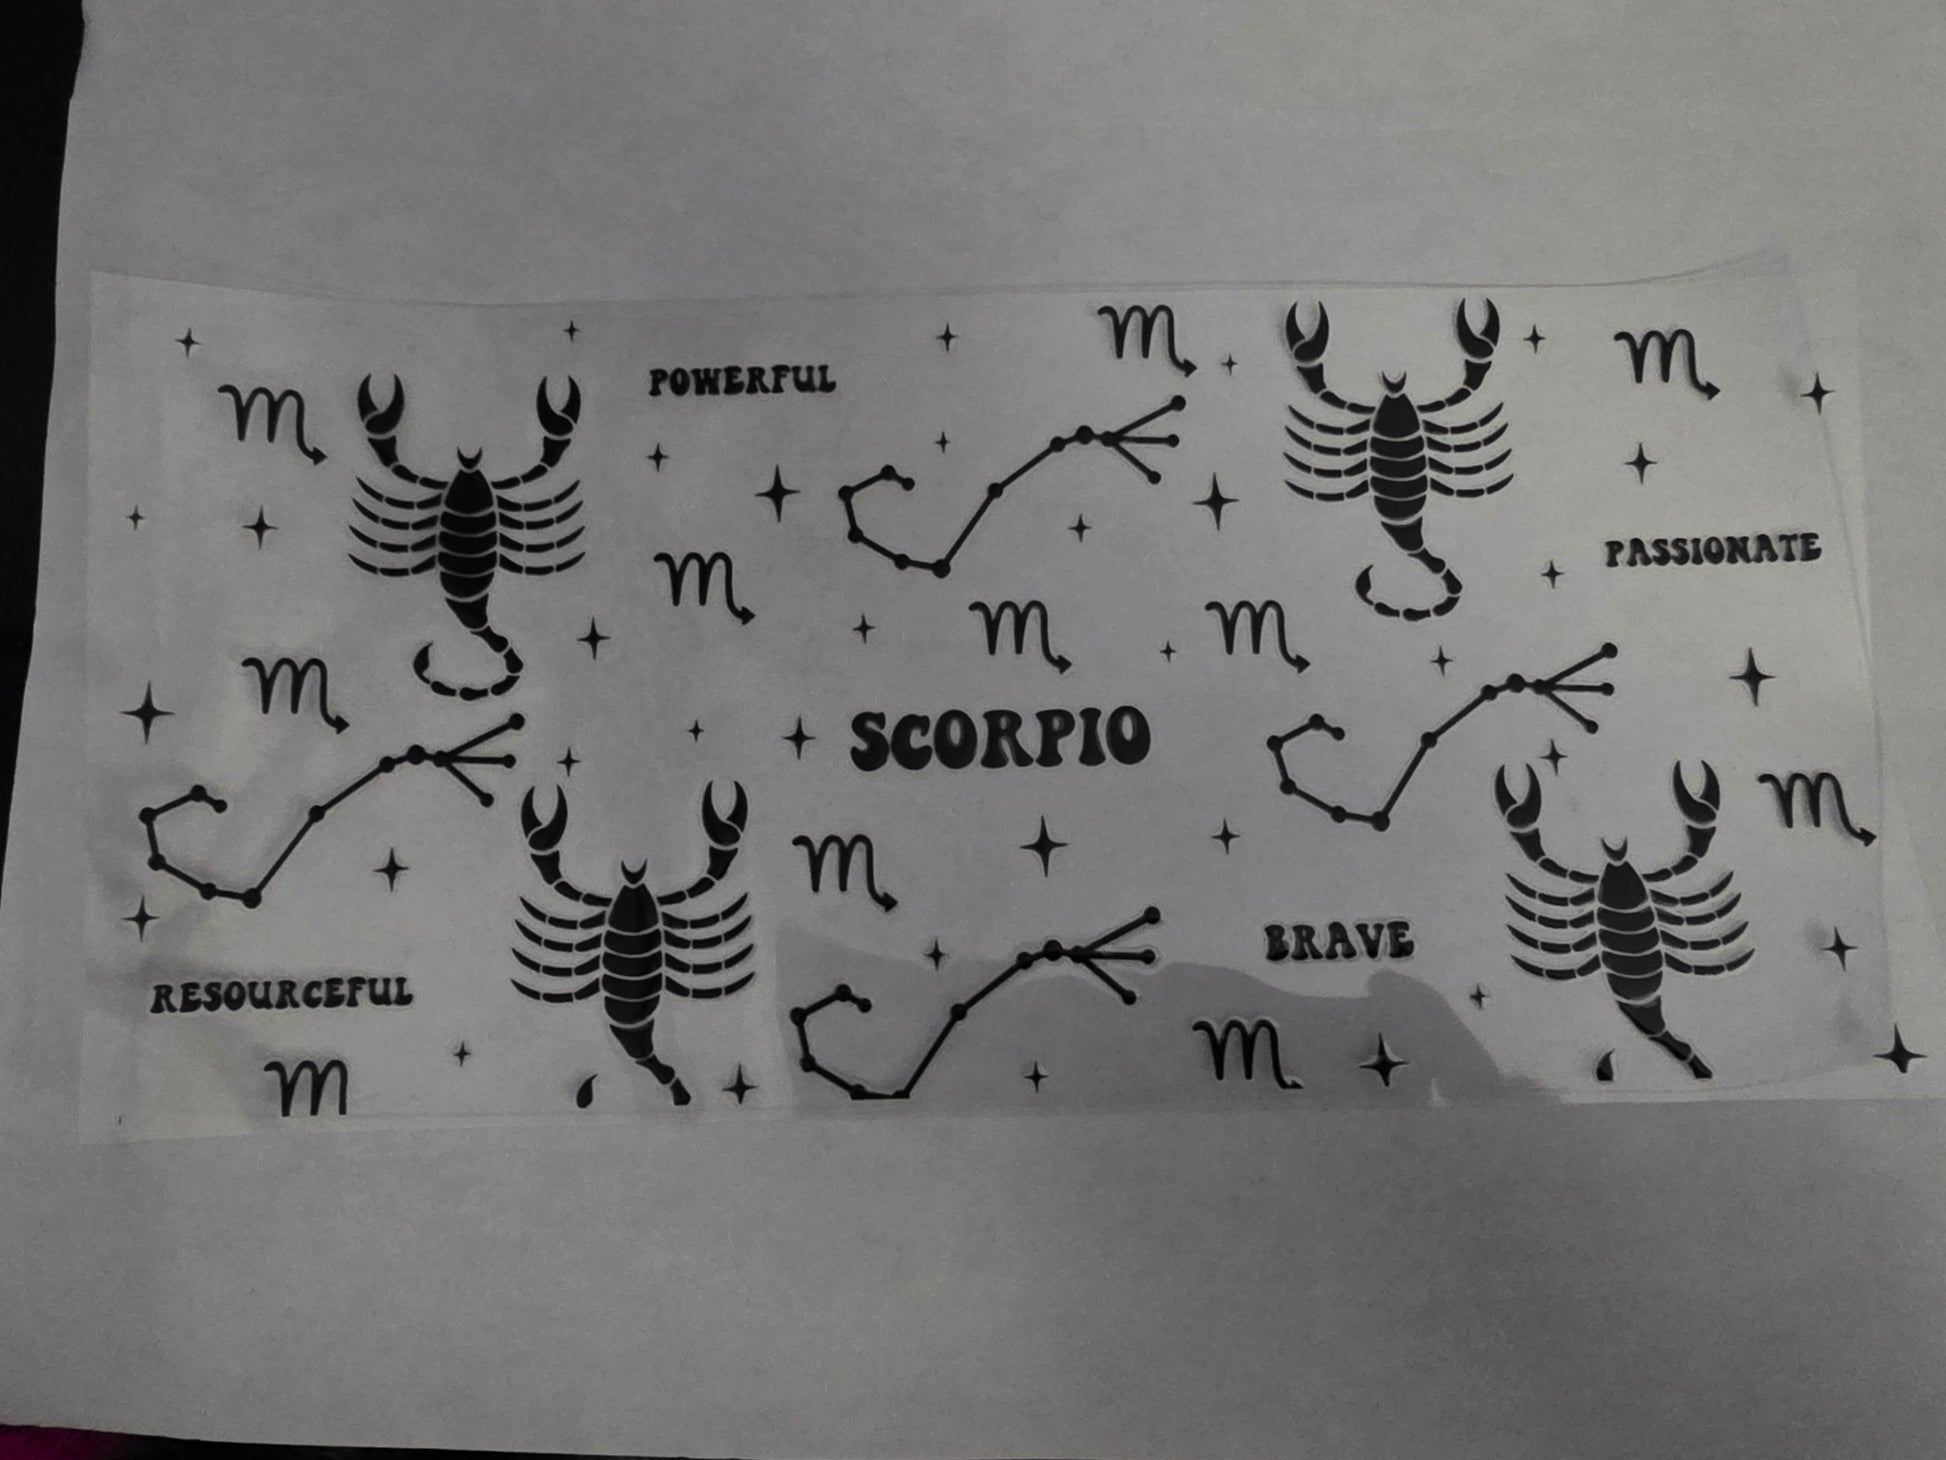 POWERFUL
PASSIONATE
SCORPIO
BRAVE
RESOURCEFUL